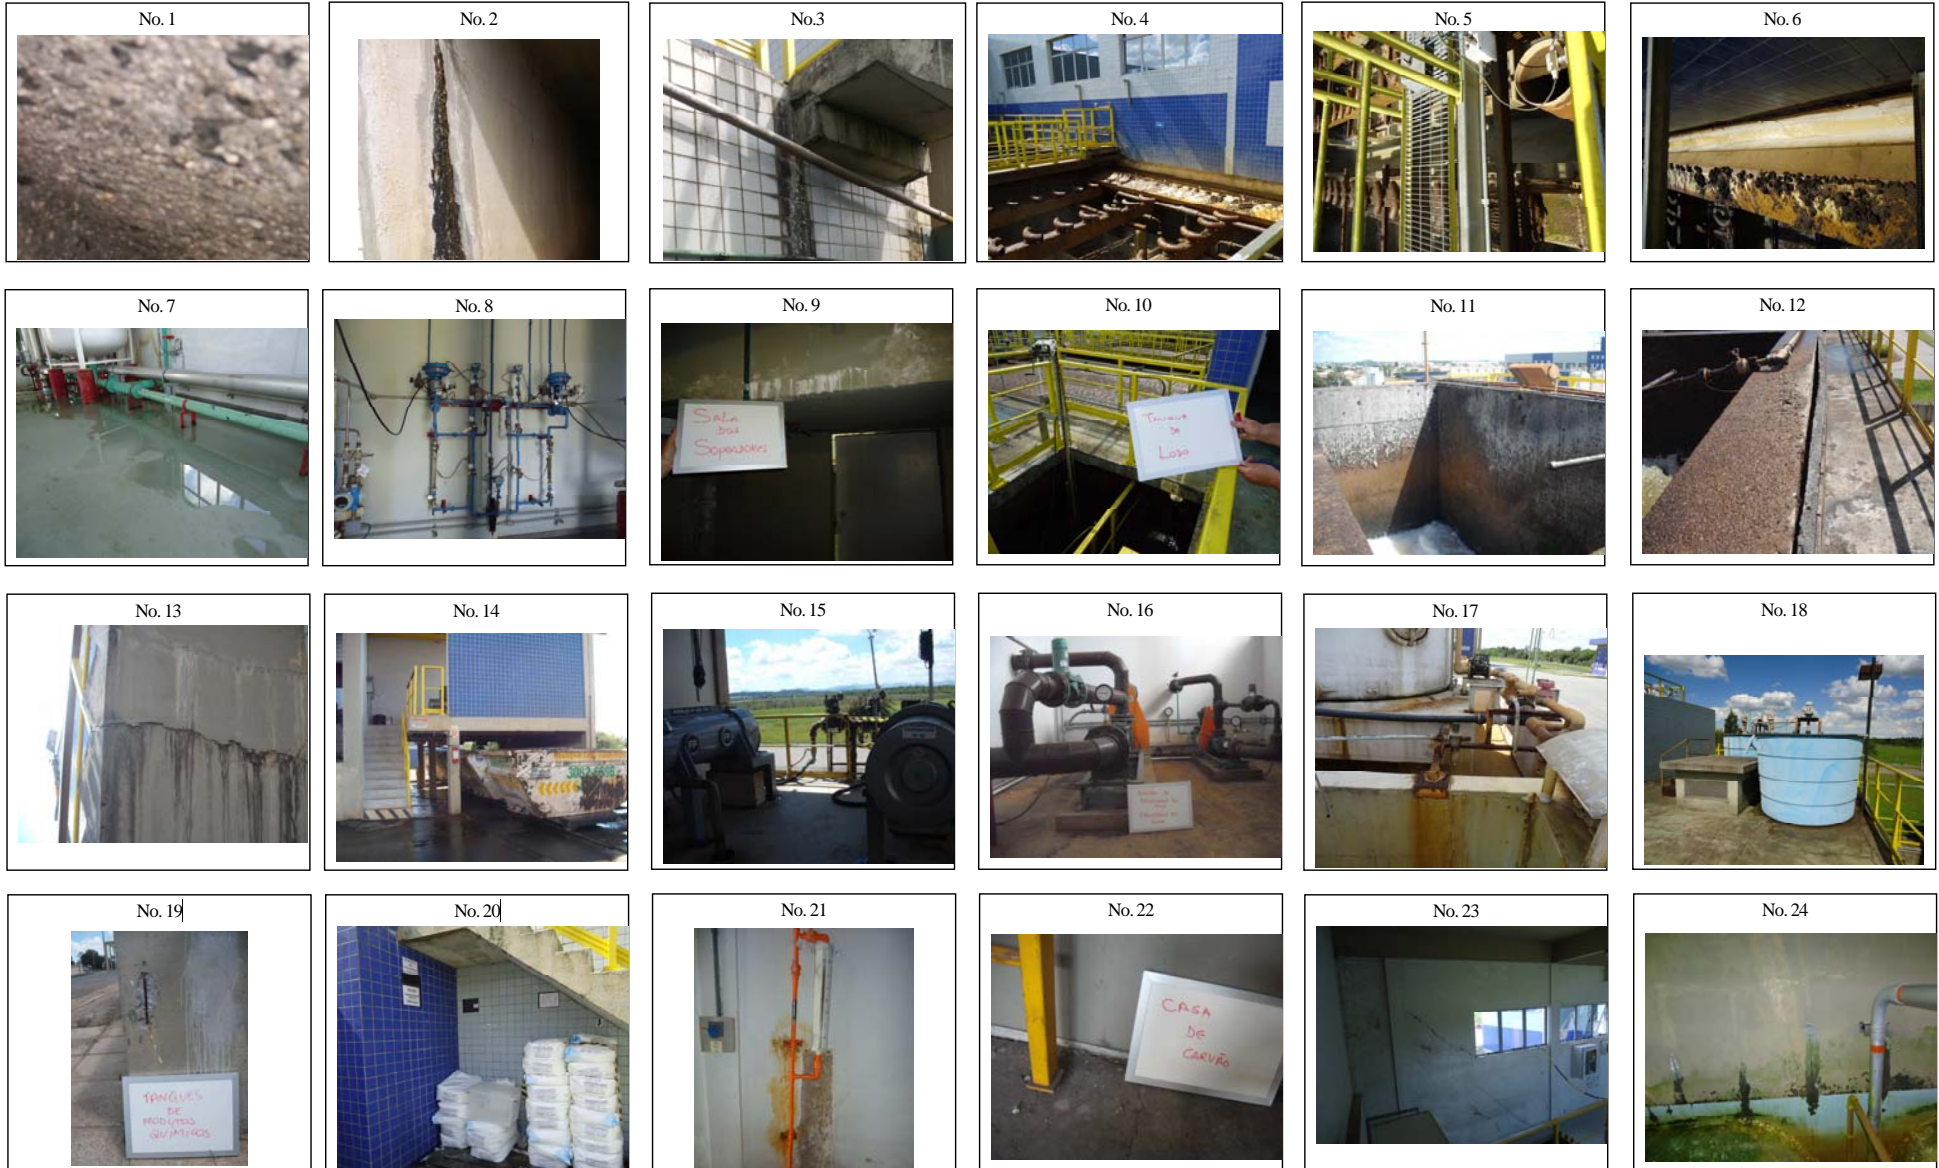 No. 1
No. 2
No.3
No. 4
No. 5
No. 6
No. 7
No. 8
No. 9
SALA
DOS
SOPRADORES
No. 10
TANQUE
DE
LODO
No. 11
No. 12
No. 13
No. 14
No. 15
No. 16
No. 17
No. 18
No. 19
TANQUES
DE
PRODUTOS
QUÍMICOS
No. 20
No. 21
No. 22
CASA
DE
CARVÃO
No. 23
No. 24